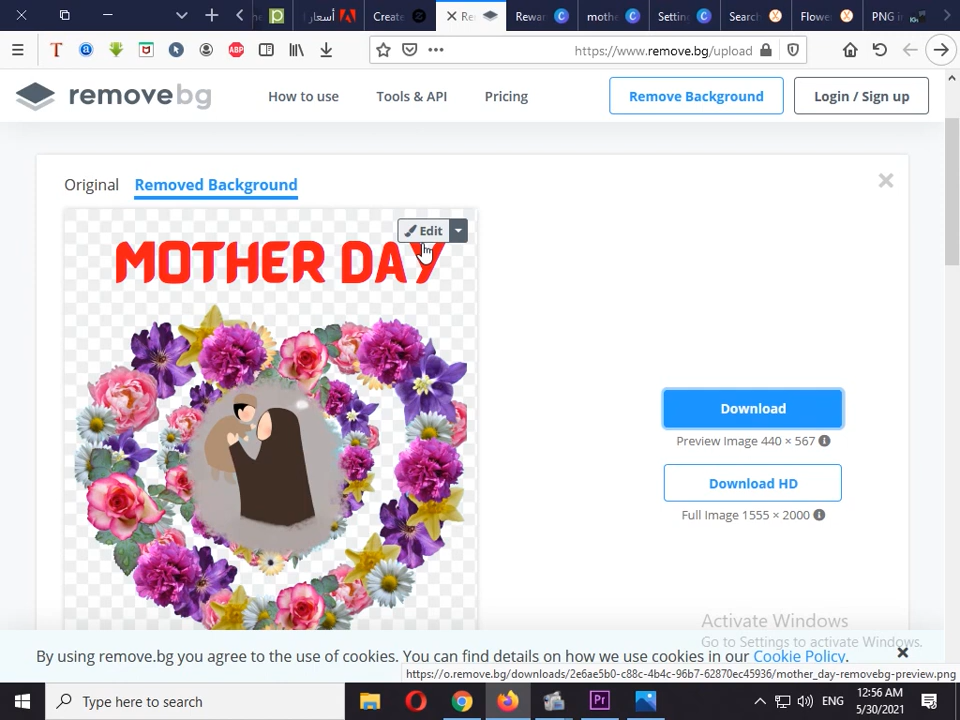 أسعار
Create
Re
Rewar
mothe
Settin
Search
Flowe
PNG i
T
a
ABP
https://www.remove.bg/upload
removebg
How to use
Tools & API
Pricing
Remove Background
Login / Sign up
Original
Removed Background
Edit
MOTHER DAY
Download
Preview Image 440 × 567
Download HD
Full Image 1555 × 2000
Activate Windows
Go to Settings to activate Windows.
By using remove.bg you agree to the use of cookies. You can find details on how we use cookies in our Cookie Policy.
https://o.remove.bg/downloads/2e6ae5b0-c88c-4b4c-96b7-62870ec45936/mother_day-removebg-preview.png
Type here to search
Pr
ENG
12:56 AM
5/30/2021